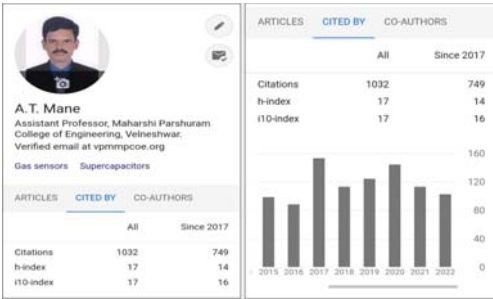 A.T. Mane
Assistant Professor, Maharshi Parshuram
College of Engineering, Velneshwar.
Verified email at vpmmpcoe.org
Gas sensors Supercapacitors
ARTICLES CITED BY CO-AUTHORS
All Since 2017
Citations 1032 749
h-index 17 14
i10-index 17 16
ARTICLES CITED BY CO-AUTHORS
All Since 2017
Citations 1032 749
h-index 17 14
i10-index 17 16
160
120
80
40
0
2015 2016 2017 2018 2019 2020 2021 2022